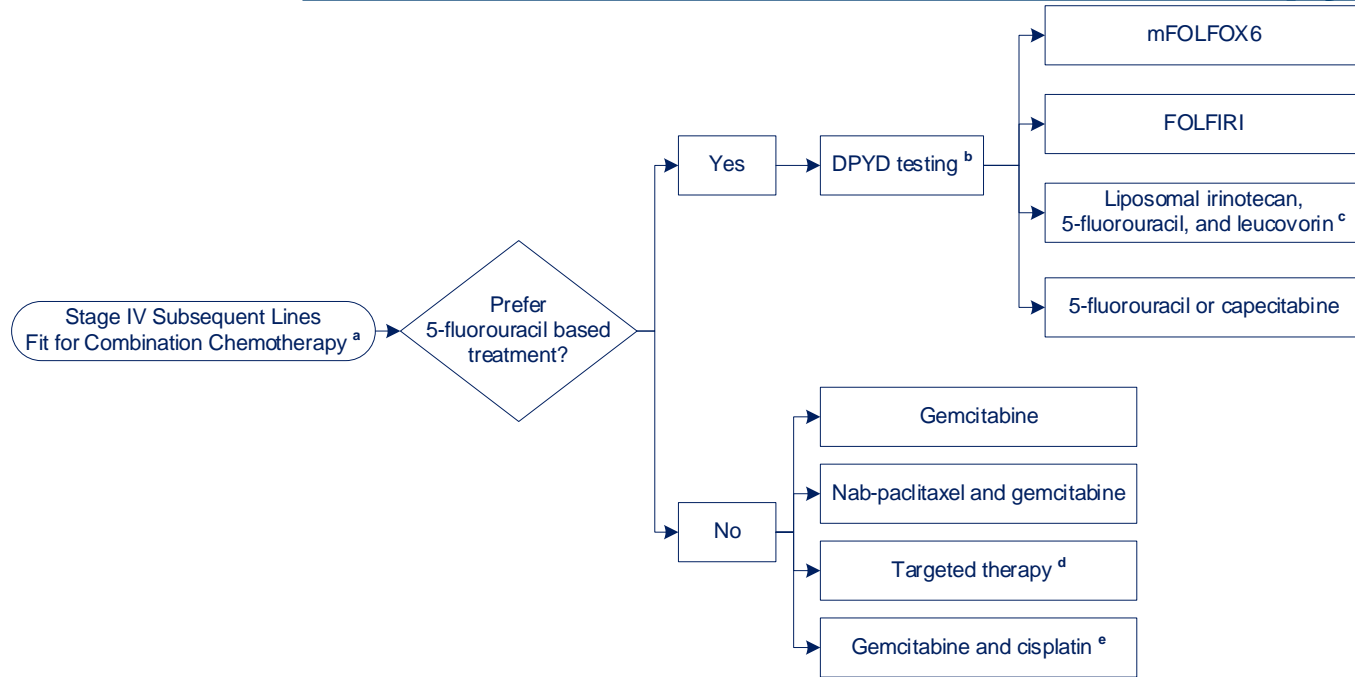 Stage IV Subsequent Lines
Fit for Combination Chemotherapy a
Prefer
5-fluorouracil based
treatment?
Yes
DPYD testing b
mFOLFOX6
FOLFIRI
Liposomal irinotecan,
5-fluorouracil, and leucovorin c
5-fluorouracil or capecitabine
No
Gemcitabine
Nab-paclitaxel and gemcitabine
Targeted therapy d
Gemcitabine and cisplatin e